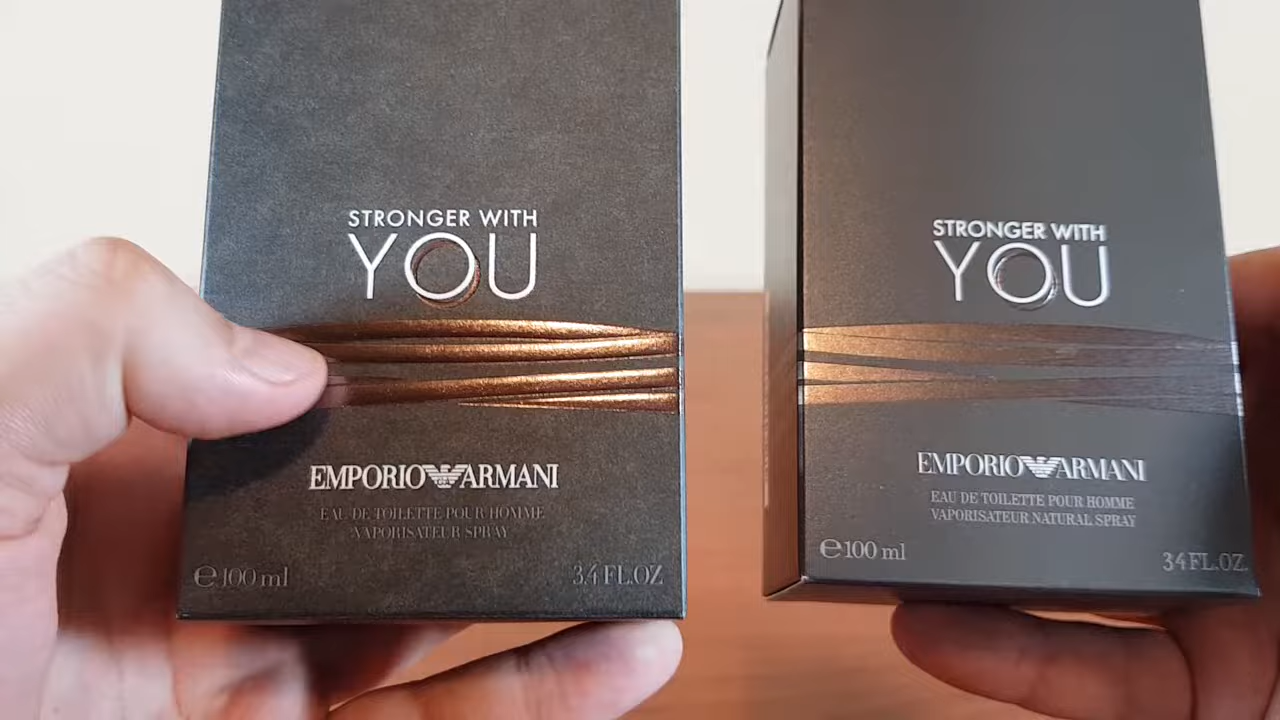 STRONGER WITH
YOU
EMPORIO ARMANI
EAU DE TOILETTE POUR HOMME
VAPORISATEUR SPRAY
℮100 ml
3.4 FL.OZ
STRONGER WITH
YOU
EMPORIO ARMANI
EAU DE TOILETTE POUR HOMME
VAPORISATEUR NATURAL SPRAY
℮100 ml
3.4 FL.OZ.